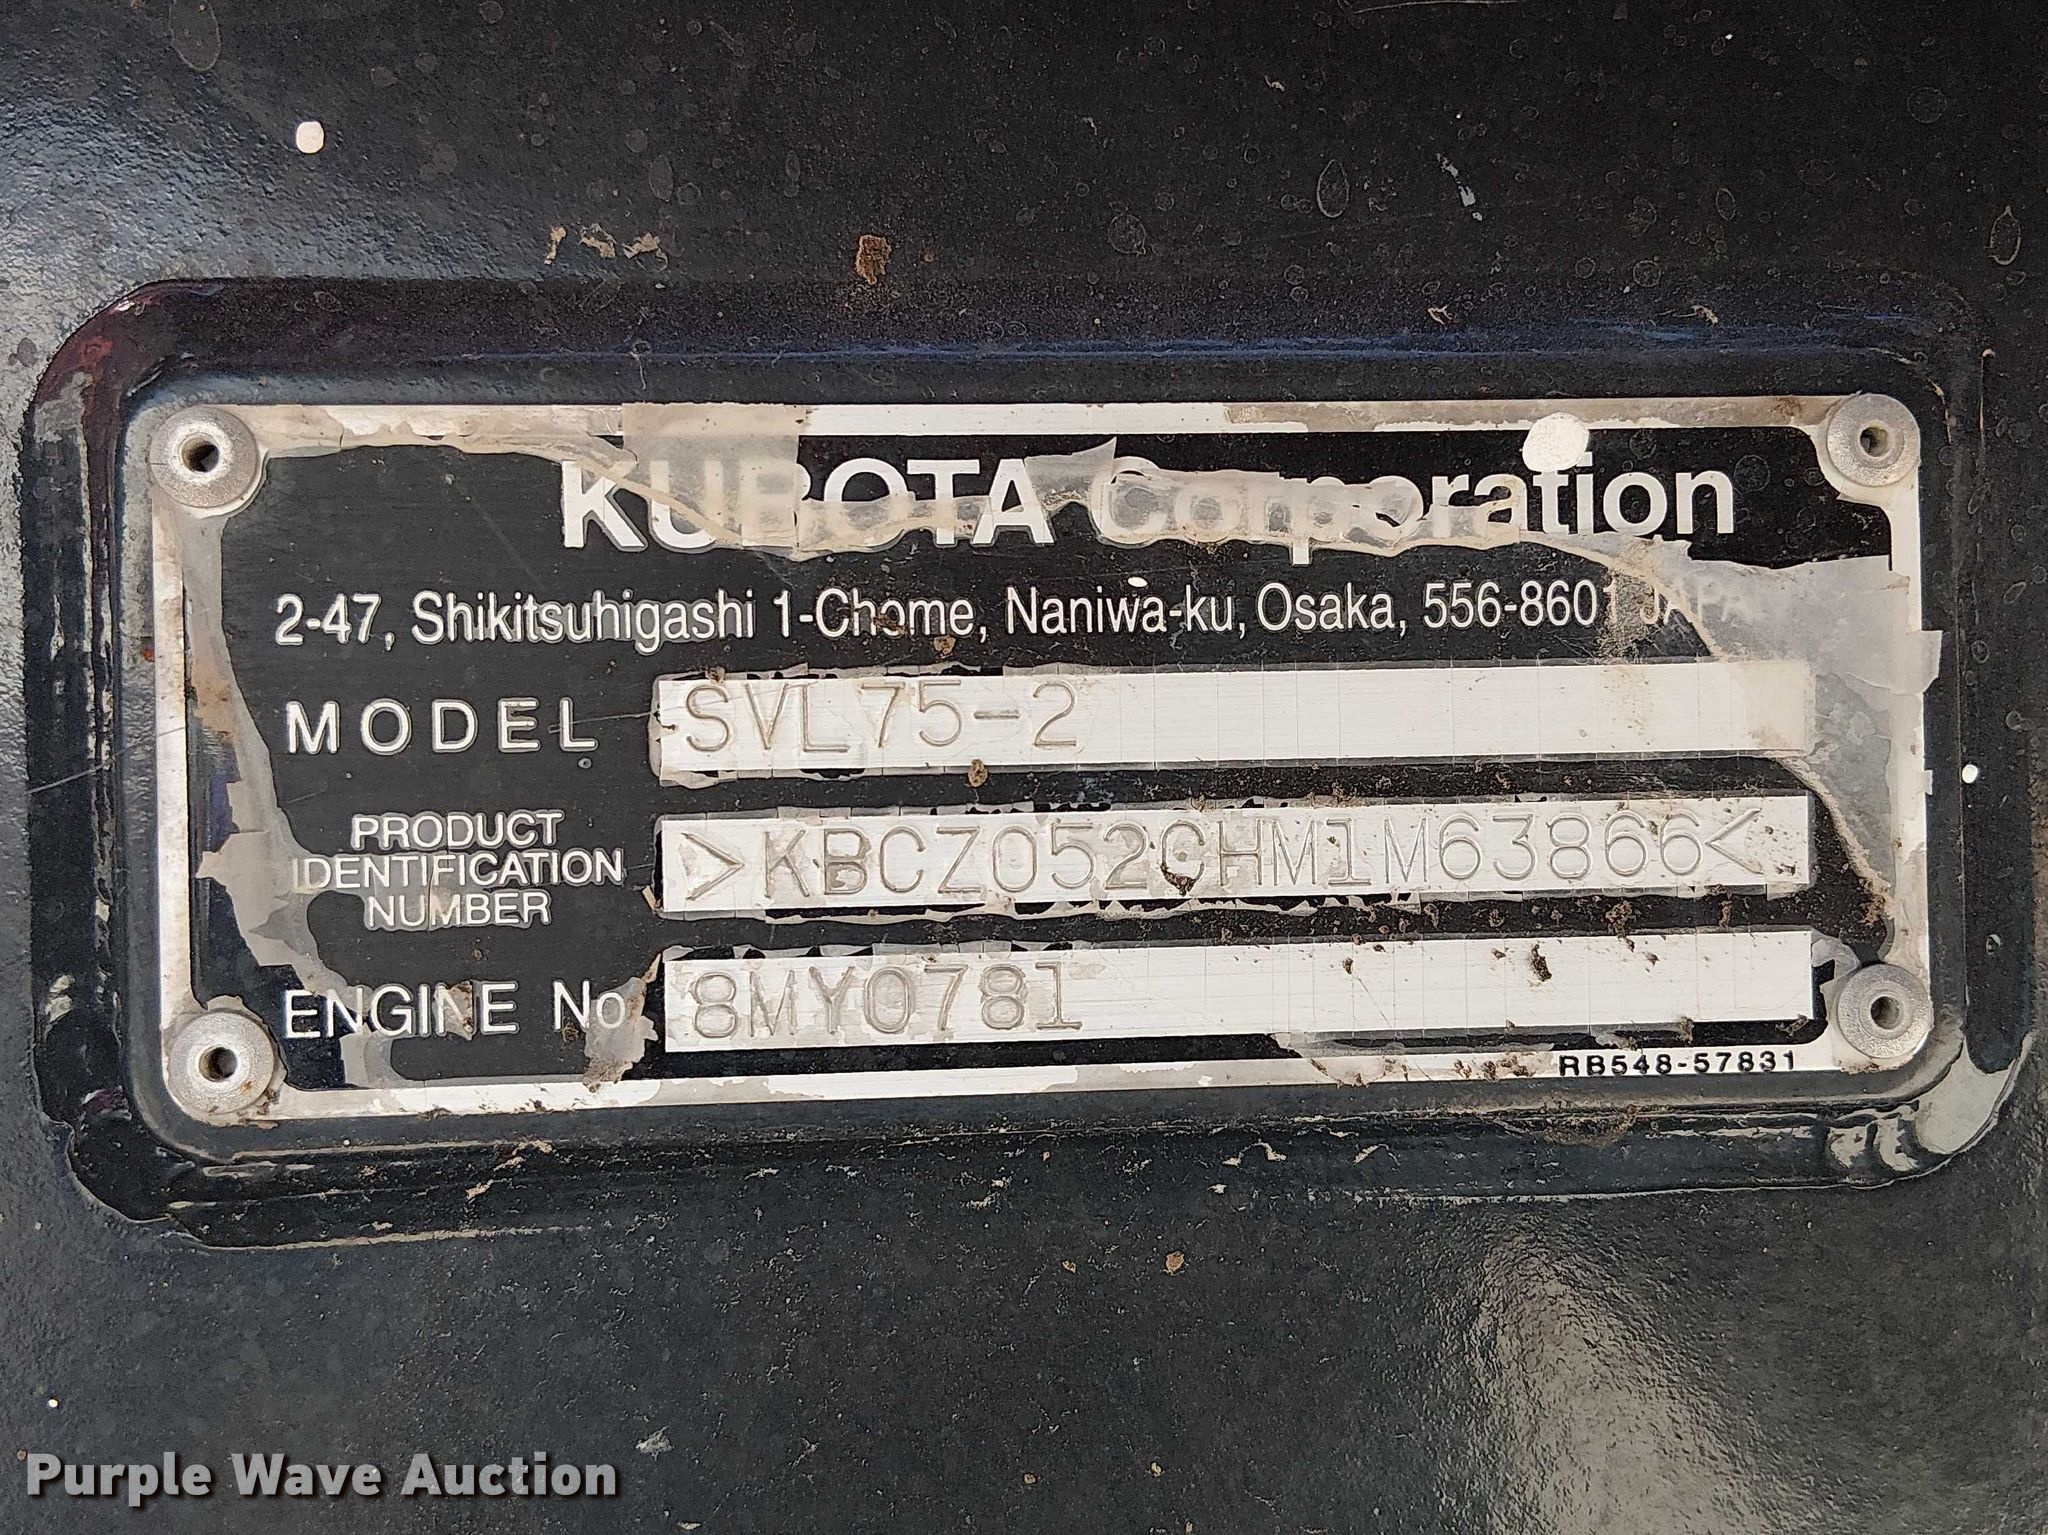 KUBOTA Corporation
2-47, Shikitsuhigashi 1-Chome, Naniwa-ku, Osaka, 556-8601 JAPAN
MODEL SVL75-2
PRODUCT
IDENTIFICATION
NUMBER
>KBCZ052CHM1M63866<
ENGINE No 8MY0781
RB548-57831
Purple Wave Auction